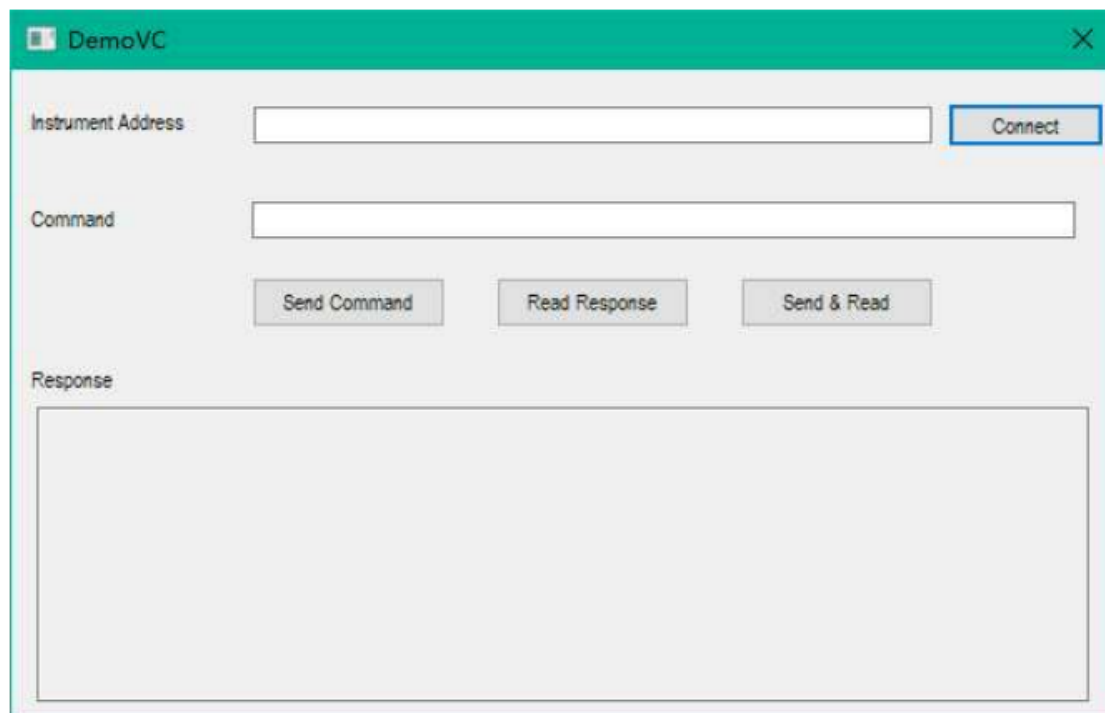 DemoVC
Instrument Address Connect
Command
Send Command Read Response Send & Read
Response